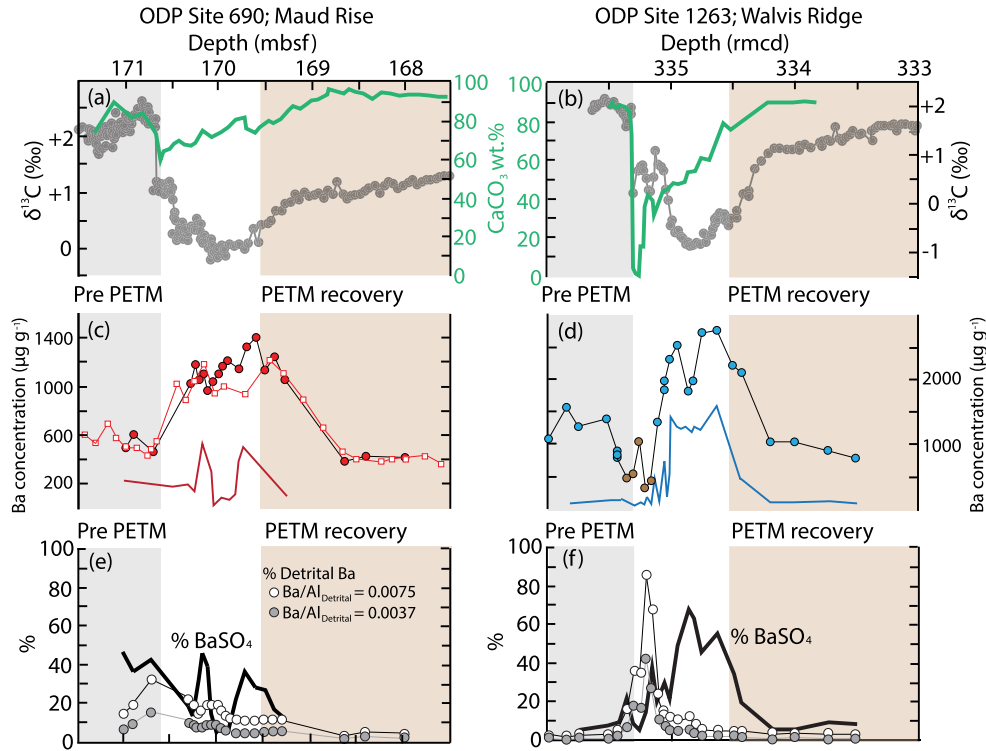 ODP Site 690; Maud Rise
Depth (mbsf)
171 170 169 168
ODP Site 1263; Walvis Ridge
Depth (rmcd)
335 334 333
(a)
δ¹³C (‰)
+2
+1
0
100
80
60
40
20
0
CaCO₃ wt.%
(b)
100
80
60
40
20
0
+2
+1
0
-1
δ¹³C (‰)
Pre PETM PETM recovery
Pre PETM PETM recovery
(c)
Ba concentration (μg g⁻¹)
1400
1000
600
200
(d)
2000
1000
Ba concentration (μg g⁻¹)
Pre PETM PETM recovery
Pre PETM PETM recovery
(e)
%
100
80
60
40
20
0
% Detrital Ba
Ba/Al Detrital = 0.0075
Ba/Al Detrital = 0.0037
% BaSO₄
(f)
%
100
80
60
40
20
0
% BaSO₄